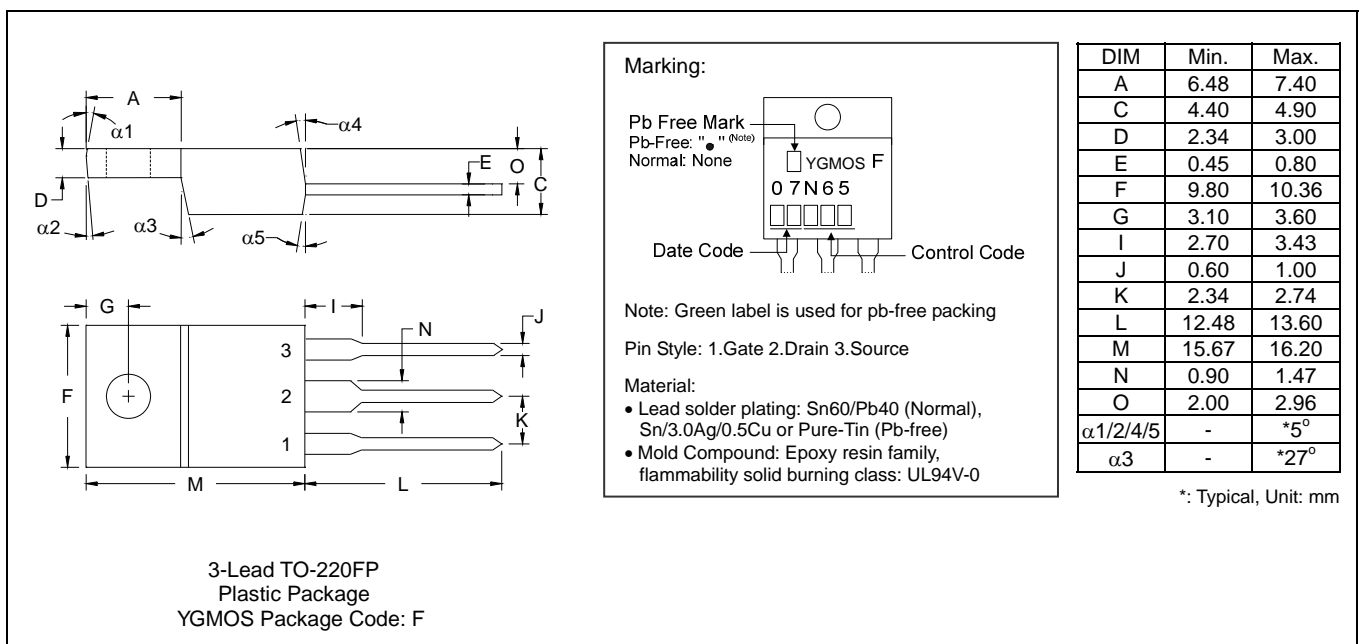 A
α1
α4
E
O
C
D
α2
α3
α5
G
I
J
N
3
F
2
K
1
M
L
3-Lead TO-220FP
Plastic Package
YGMOS Package Code: F
Marking:
Pb Free Mark
Pb-Free: "●" (Note)
Normal: None
YGMOS F
07N65
Date Code
Control Code
Note: Green label is used for pb-free packing
Pin Style: 1.Gate 2.Drain 3.Source
Material:
• Lead solder plating: Sn60/Pb40 (Normal),
Sn/3.0Ag/0.5Cu or Pure-Tin (Pb-free)
• Mold Compound: Epoxy resin family,
flammability solid burning class: UL94V-0
DIM Min. Max.
A 6.48 7.40
C 4.40 4.90
D 2.34 3.00
E 0.45 0.80
F 9.80 10.36
G 3.10 3.60
I 2.70 3.43
J 0.60 1.00
K 2.34 2.74
L 12.48 13.60
M 15.67 16.20
N 0.90 1.47
O 2.00 2.96
α1/2/4/5 - *5°
α3 - *27°
*: Typical, Unit: mm